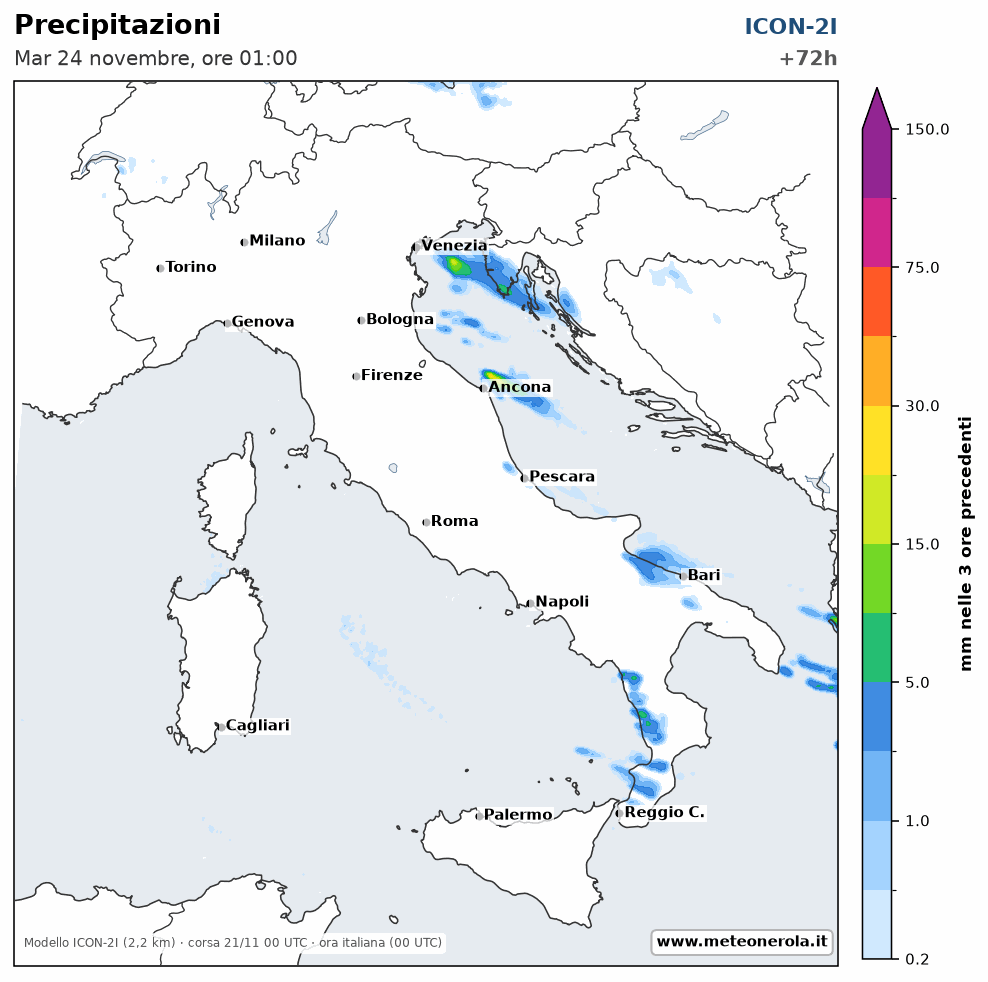 Precipitazioni
ICON-2I
Mar 24 novembre, ore 01:00
+72h
150.0
75.0
30.0
15.0
5.0
1.0
0.2
mm nelle 3 ore precedenti
Milano
Venezia
Torino
Genova
Bologna
Firenze
Ancona
Pescara
Roma
Bari
Napoli
Cagliari
Palermo
Reggio C.
Modello ICON-2I (2,2 km) · corsa 21/11 00 UTC · ora italiana (00 UTC)
www.meteonerola.it